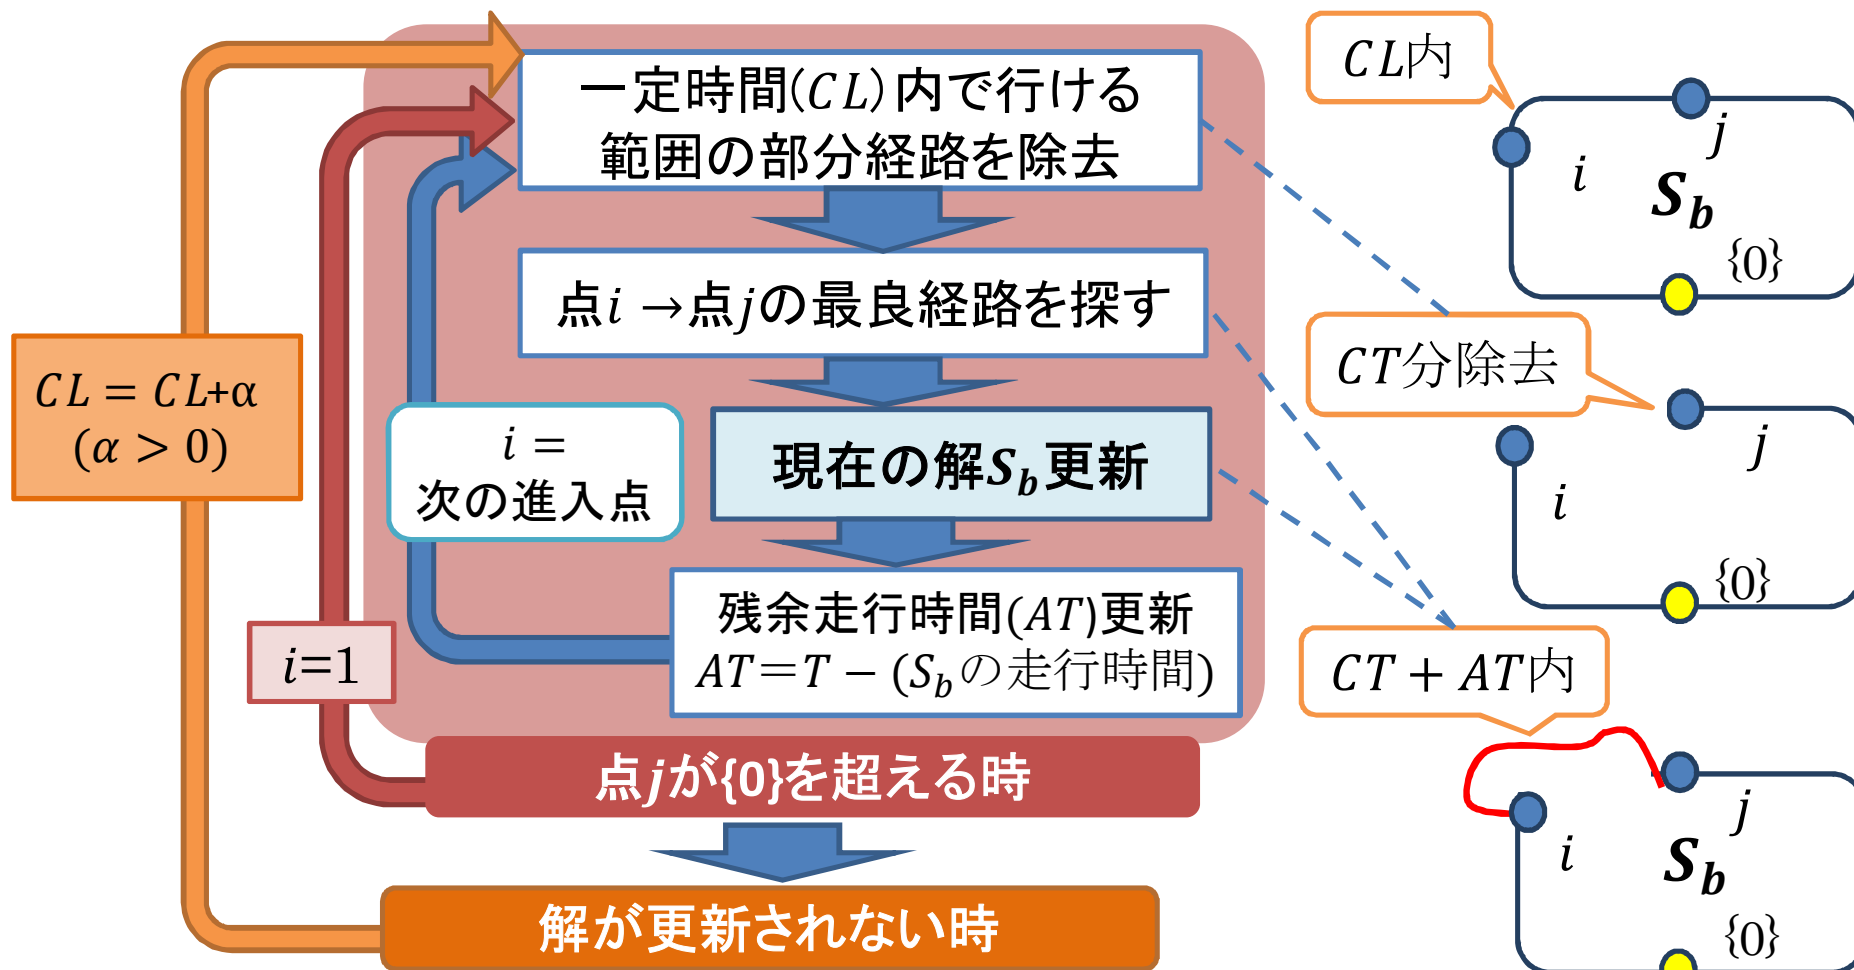 一定時間(CL)内で行ける
範囲の部分経路を除去
点i→点jの最良経路を探す
現在の解S_b更新
残余走行時間(AT)更新
AT=T−(S_bの走行時間)
点jが{0}を超える時
解が更新されない時
i=
次の進入点
i=1
CL = CL+α
(α > 0)
CL内
j
i
S_b
{0}
CT分除去
j
i
{0}
CT + AT内
j
i
S_b
{0}